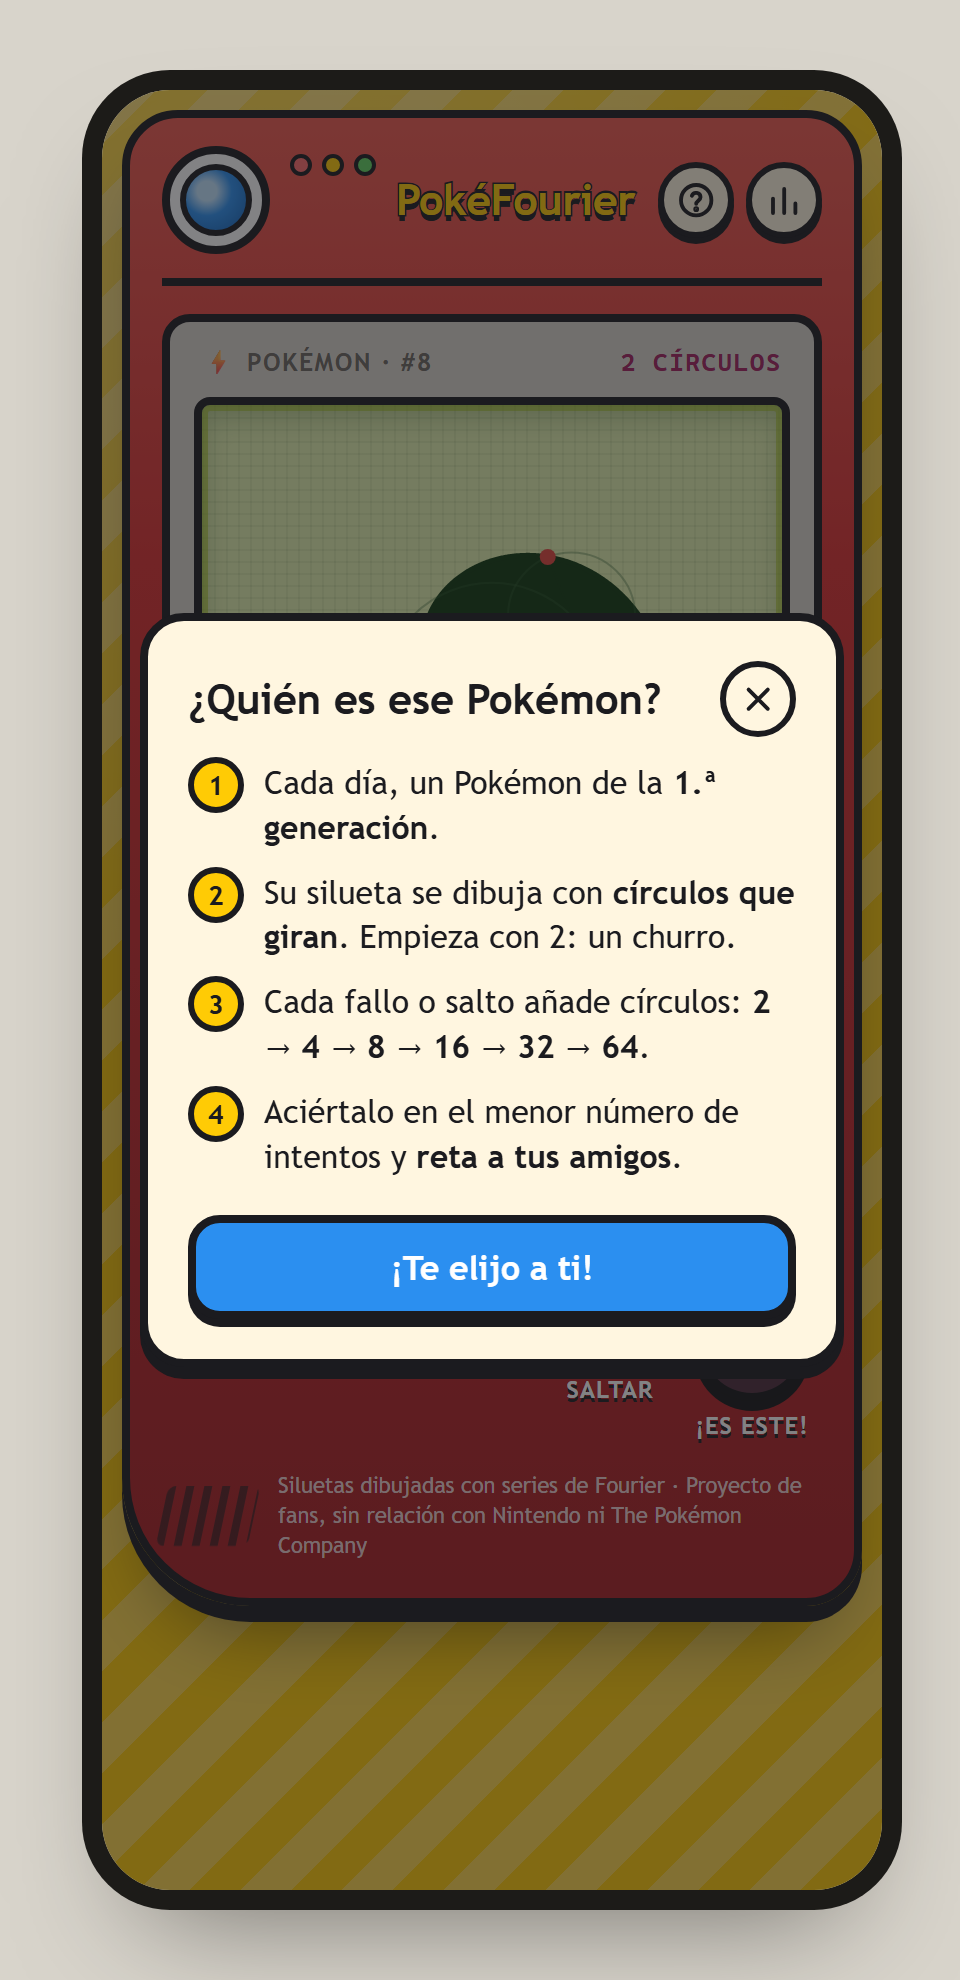 PokéFourier
POKÉMON · #8
2 CÍRCULOS
¿Quién es ese Pokémon?
1
Cada día, un Pokémon de la 1.ª
generación.
2
Su silueta se dibuja con círculos que
giran. Empieza con 2: un churro.
3
Cada fallo o salto añade círculos: 2
→ 4 → 8 → 16 → 32 → 64.
4
Aciértalo en el menor número de
intentos y reta a tus amigos.
¡Te elijo a ti!
SALTAR
¡ES ESTE!
Siluetas dibujadas con series de Fourier · Proyecto de
fans, sin relación con Nintendo ni The Pokémon
Company